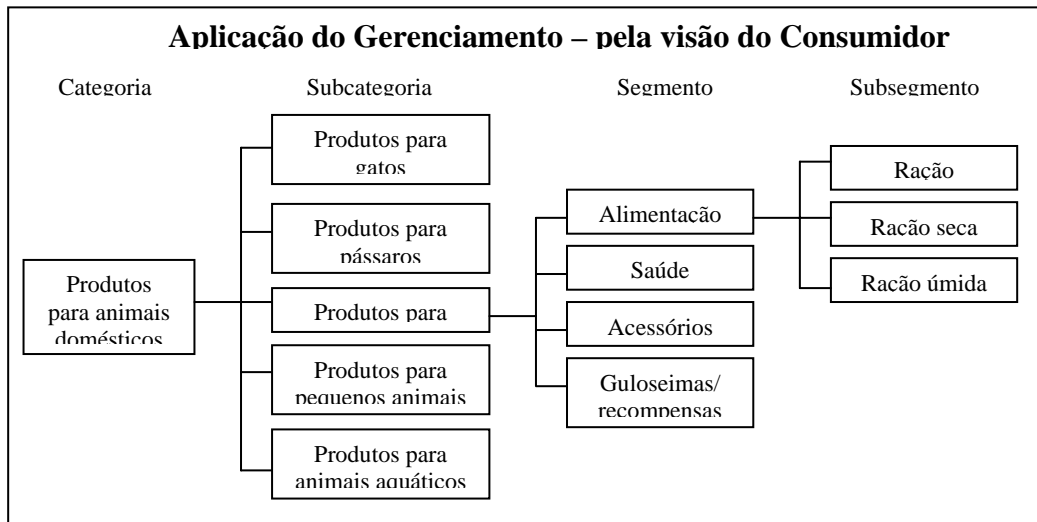 Aplicação do Gerenciamento – pela visão do Consumidor
Categoria
Subcategoria
Segmento
Subsegmento
Produtos
para animais
domésticos
Produtos para
gatos
Produtos para
pássaros
Produtos para
Produtos para
pequenos animais
Produtos para
animais aquáticos
Alimentação
Saúde
Acessórios
Guloseimas/
recompensas
Ração
Ração seca
Ração úmida